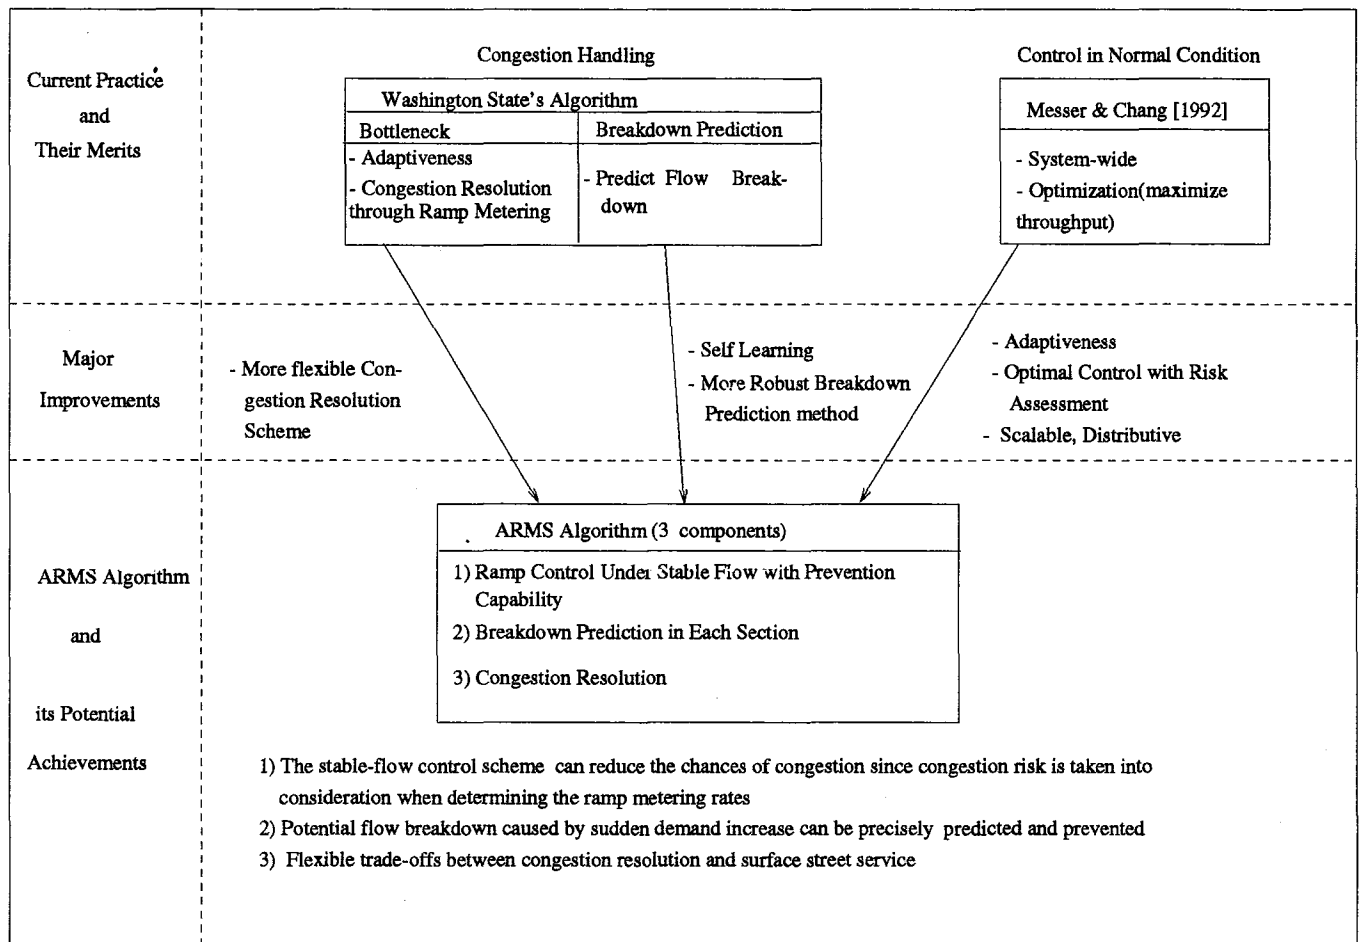 Current Practice
and
Their Merits
Congestion Handling
Washington State's Algorithm
Bottleneck
- Adaptiveness
- Congestion Resolution
through Ramp Metering
Breakdown Prediction
- Predict Flow Break-
down
Control in Normal Condition
Messer & Chang [1992]
- System-wide
- Optimization(maximize
throughput)
Major
Improvements
- More flexible Con-
gestion Resolution
Scheme
- Self Learning
- More Robust Breakdown
Prediction method
- Adaptiveness
- Optimal Control with Risk
Assessment
- Scalable, Distributive
ARMS Algorithm
and
its Potential
Achievements
ARMS Algorithm (3 components)
1) Ramp Control Under Stable Flow with Prevention
Capability
2) Breakdown Prediction in Each Section
3) Congestion Resolution
1) The stable-flow control scheme can reduce the chances of congestion since congestion risk is taken into
consideration when determining the ramp metering rates
2) Potential flow breakdown caused by sudden demand increase can be precisely predicted and prevented
3) Flexible trade-offs between congestion resolution and surface street service